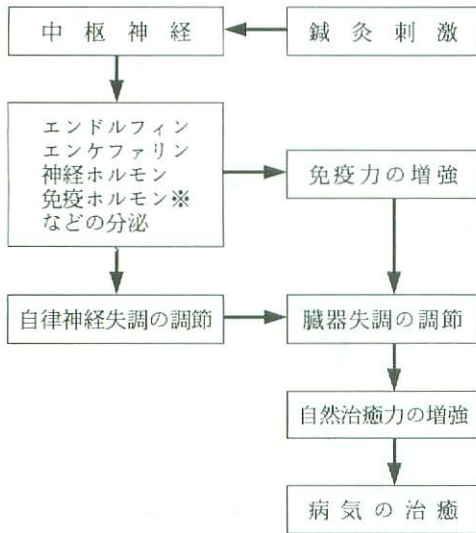 中枢神経
鍼灸刺激
エンドルフィン
エンケファリン
神経ホルモン
免疫ホルモン※
などの分泌
免疫力の増強
自律神経失調の調節
臓器失調の調節
自然治癒力の増強
病気の治癒